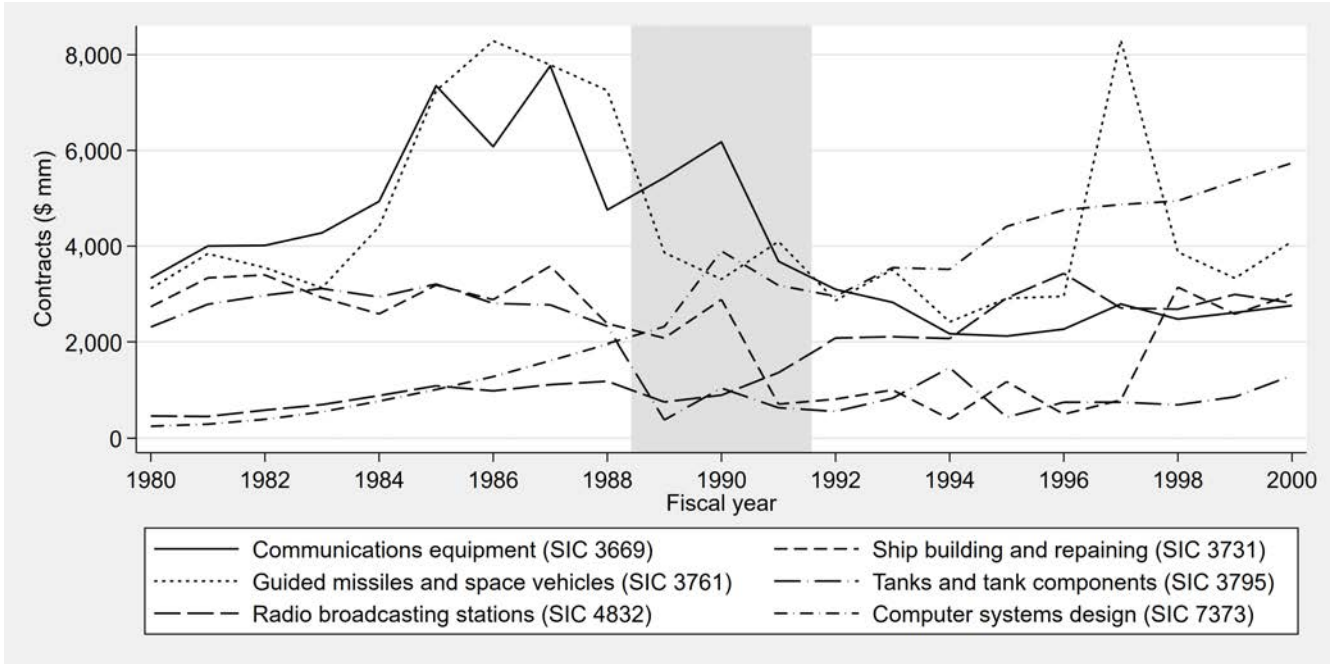 8,000
6,000
4,000
2,000
0
Contracts ($ mm)
1980 1982 1984 1986 1988 1990 1992 1994 1996 1998 2000
Fiscal year
Communications equipment (SIC 3669) Ship building and repaining (SIC 3731)
Guided missiles and space vehicles (SIC 3761) Tanks and tank components (SIC 3795)
Radio broadcasting stations (SIC 4832) Computer systems design (SIC 7373)